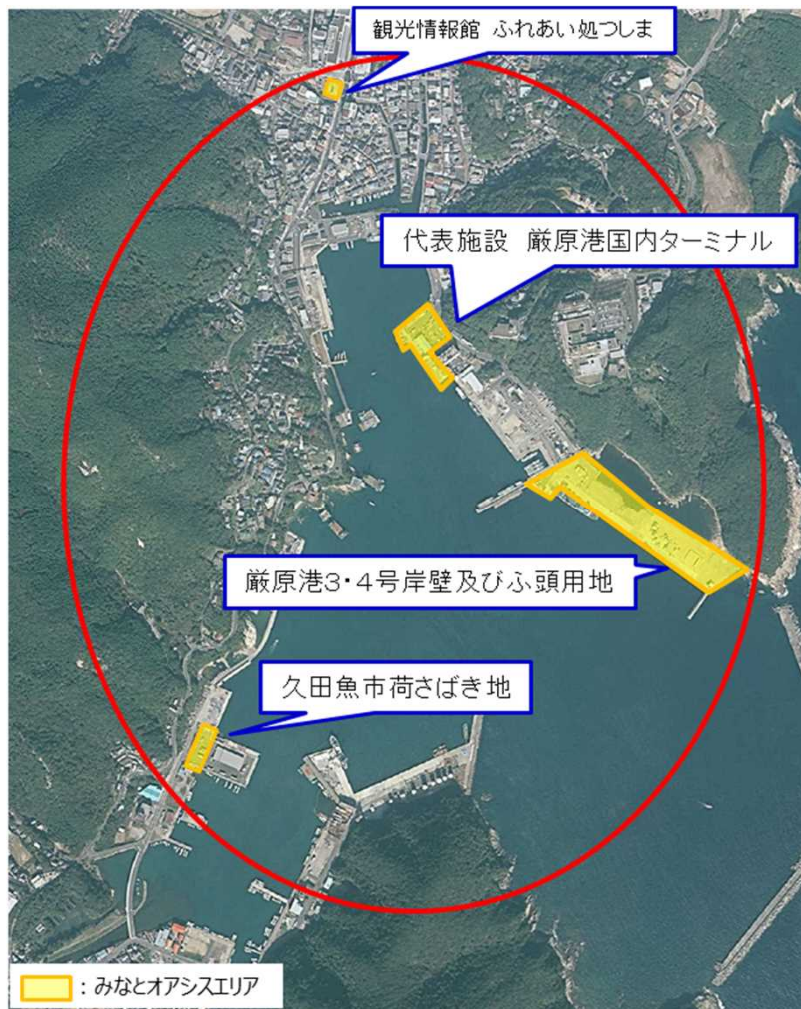 観光情報館 ふれあい処つしま
代表施設 厳原港国内ターミナル
厳原港3・4号岸壁及びふ頭用地
久田魚市荷さばき地
：みなとオアシスエリア